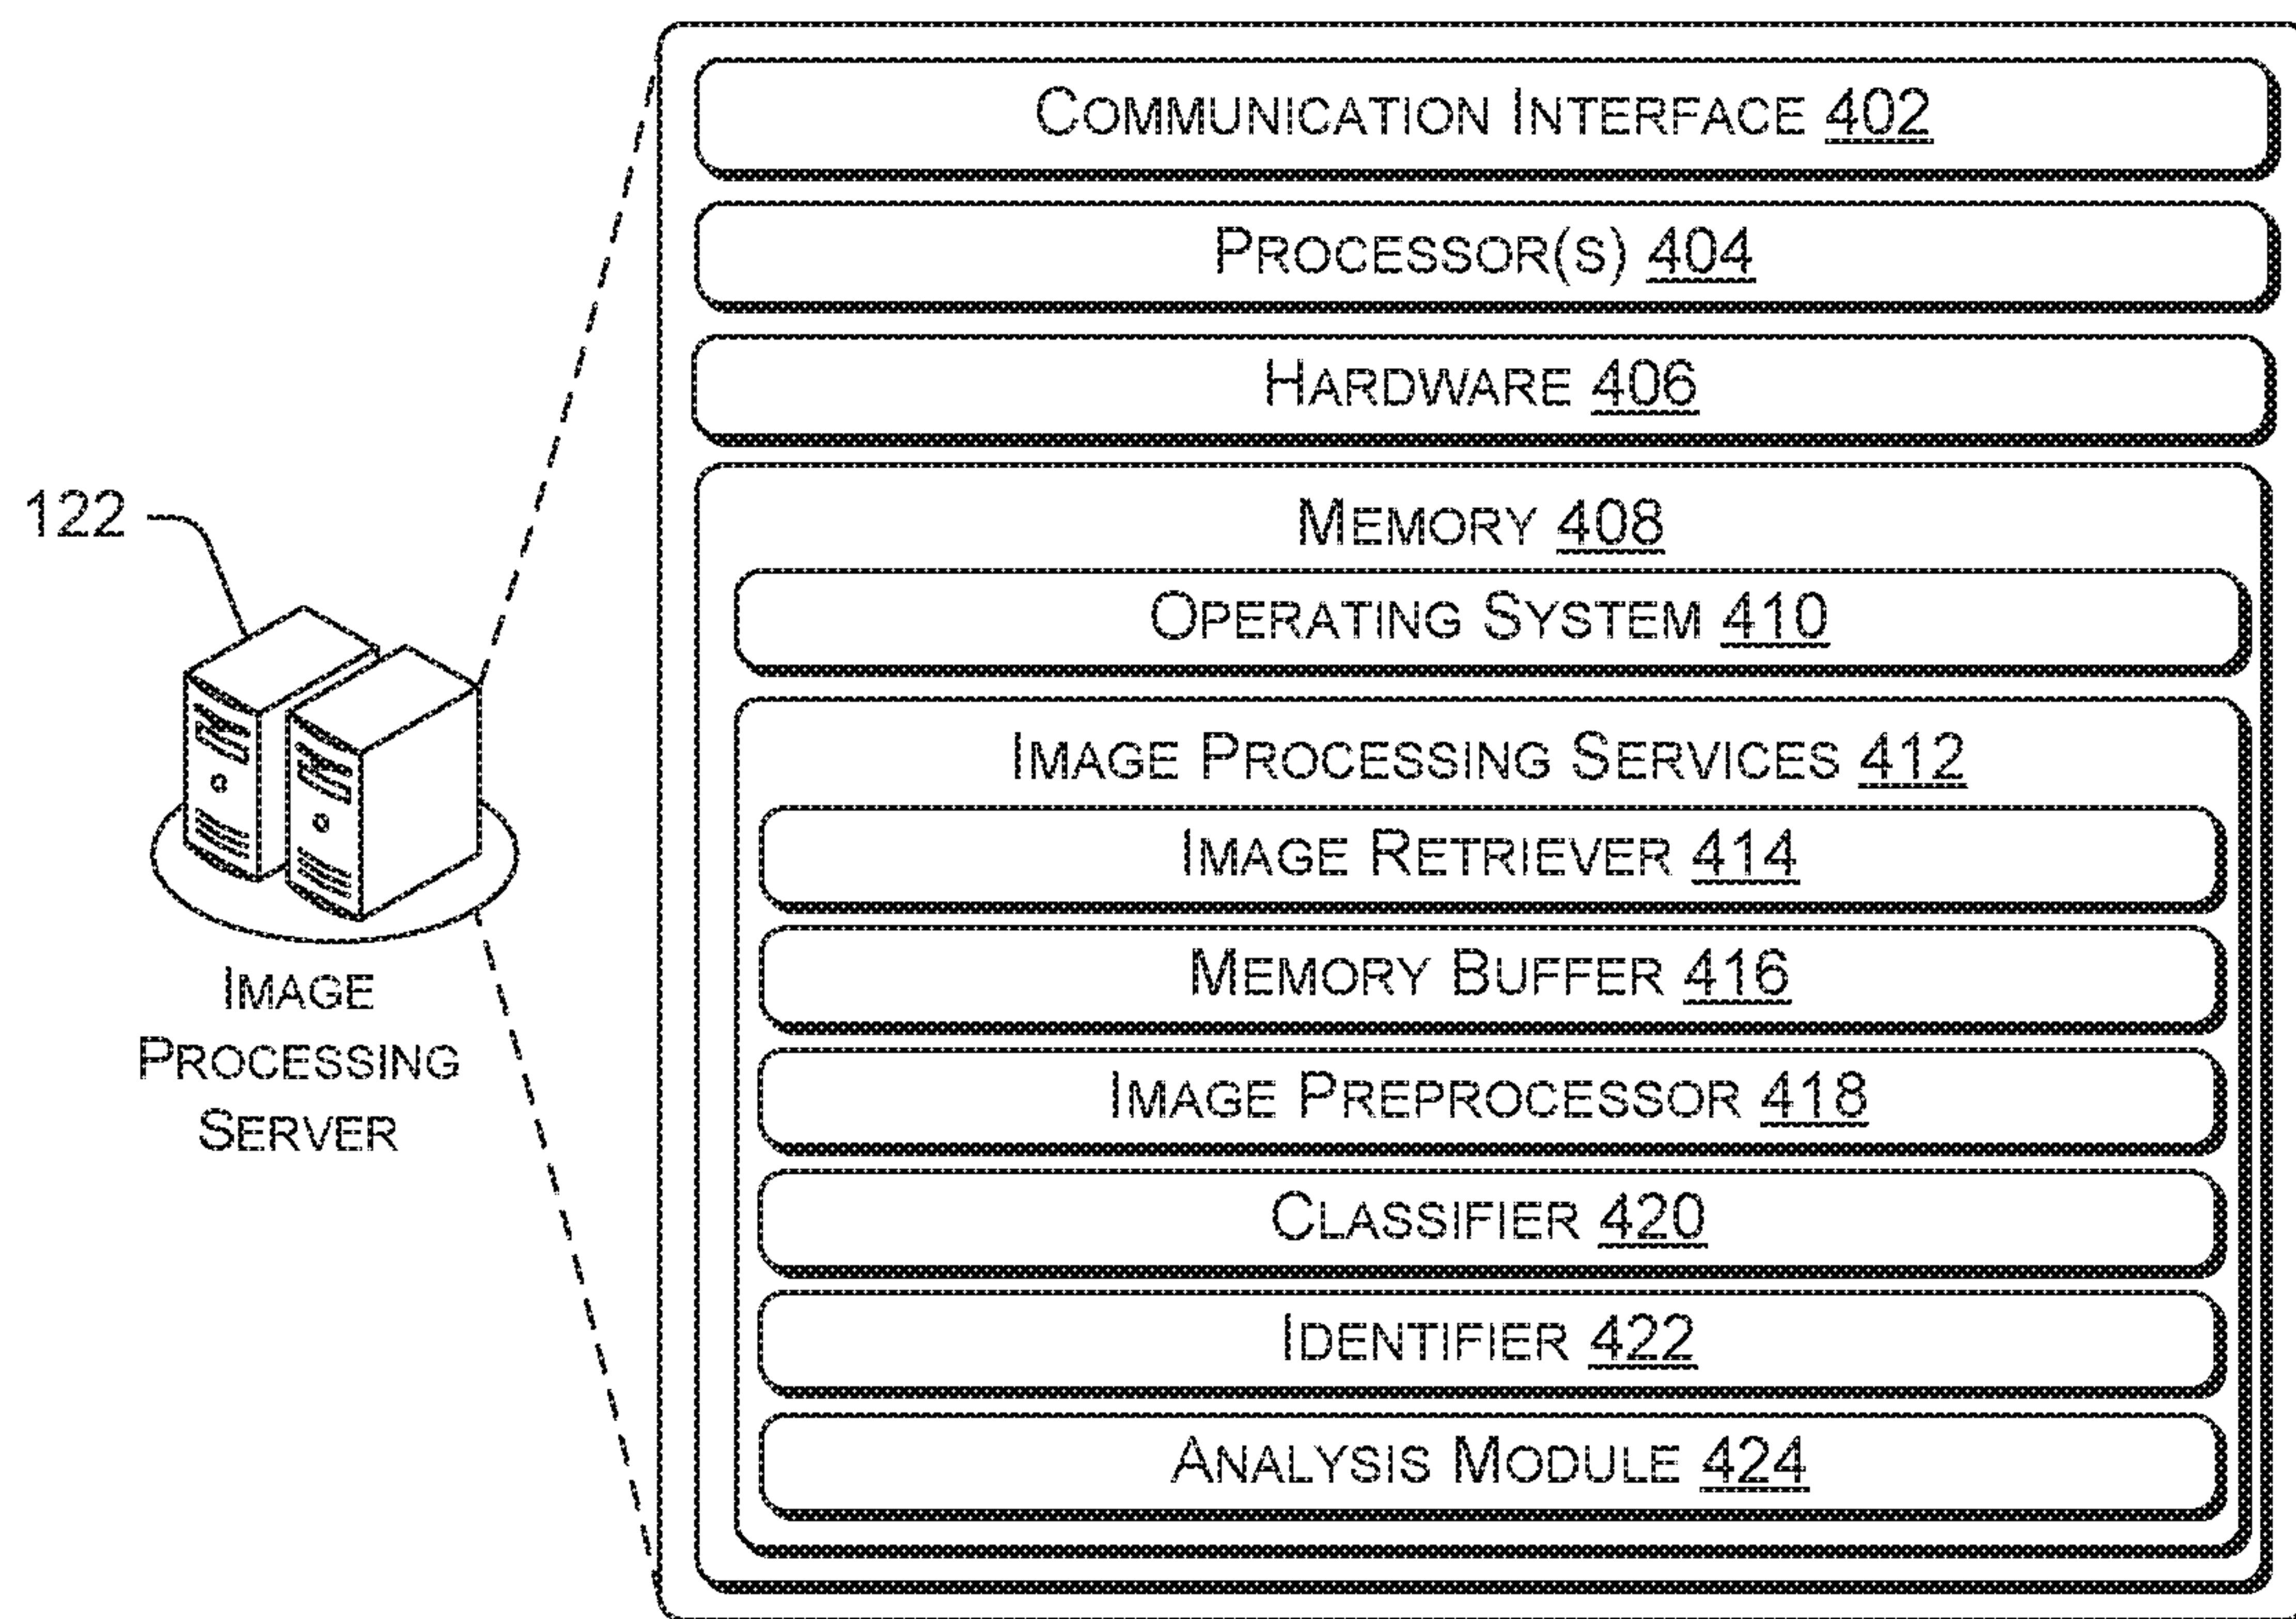 COMMUNICATION INTERFACE 402
PROCESSOR(S) 404
HARDWARE 406
MEMORY 408
OPERATING SYSTEM 410
IMAGE PROCESSING SERVICES 412
IMAGE RETRIEVER 414
MEMORY BUFFER 416
IMAGE PREPROCESSOR 418
CLASSIFIER 420
IDENTIFIER 422
ANALYSIS MODULE 424
122
IMAGE
PROCESSING
SERVER